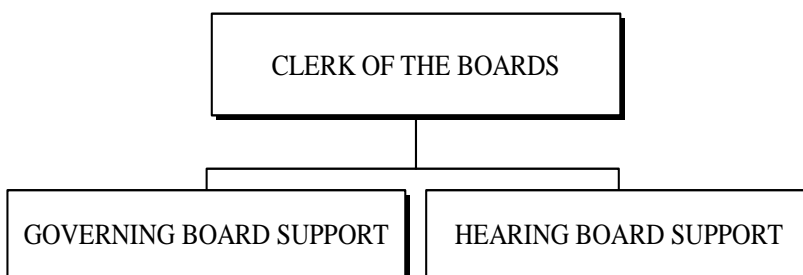 CLERK OF THE BOARDS
GOVERNING BOARD SUPPORT
HEARING BOARD SUPPORT